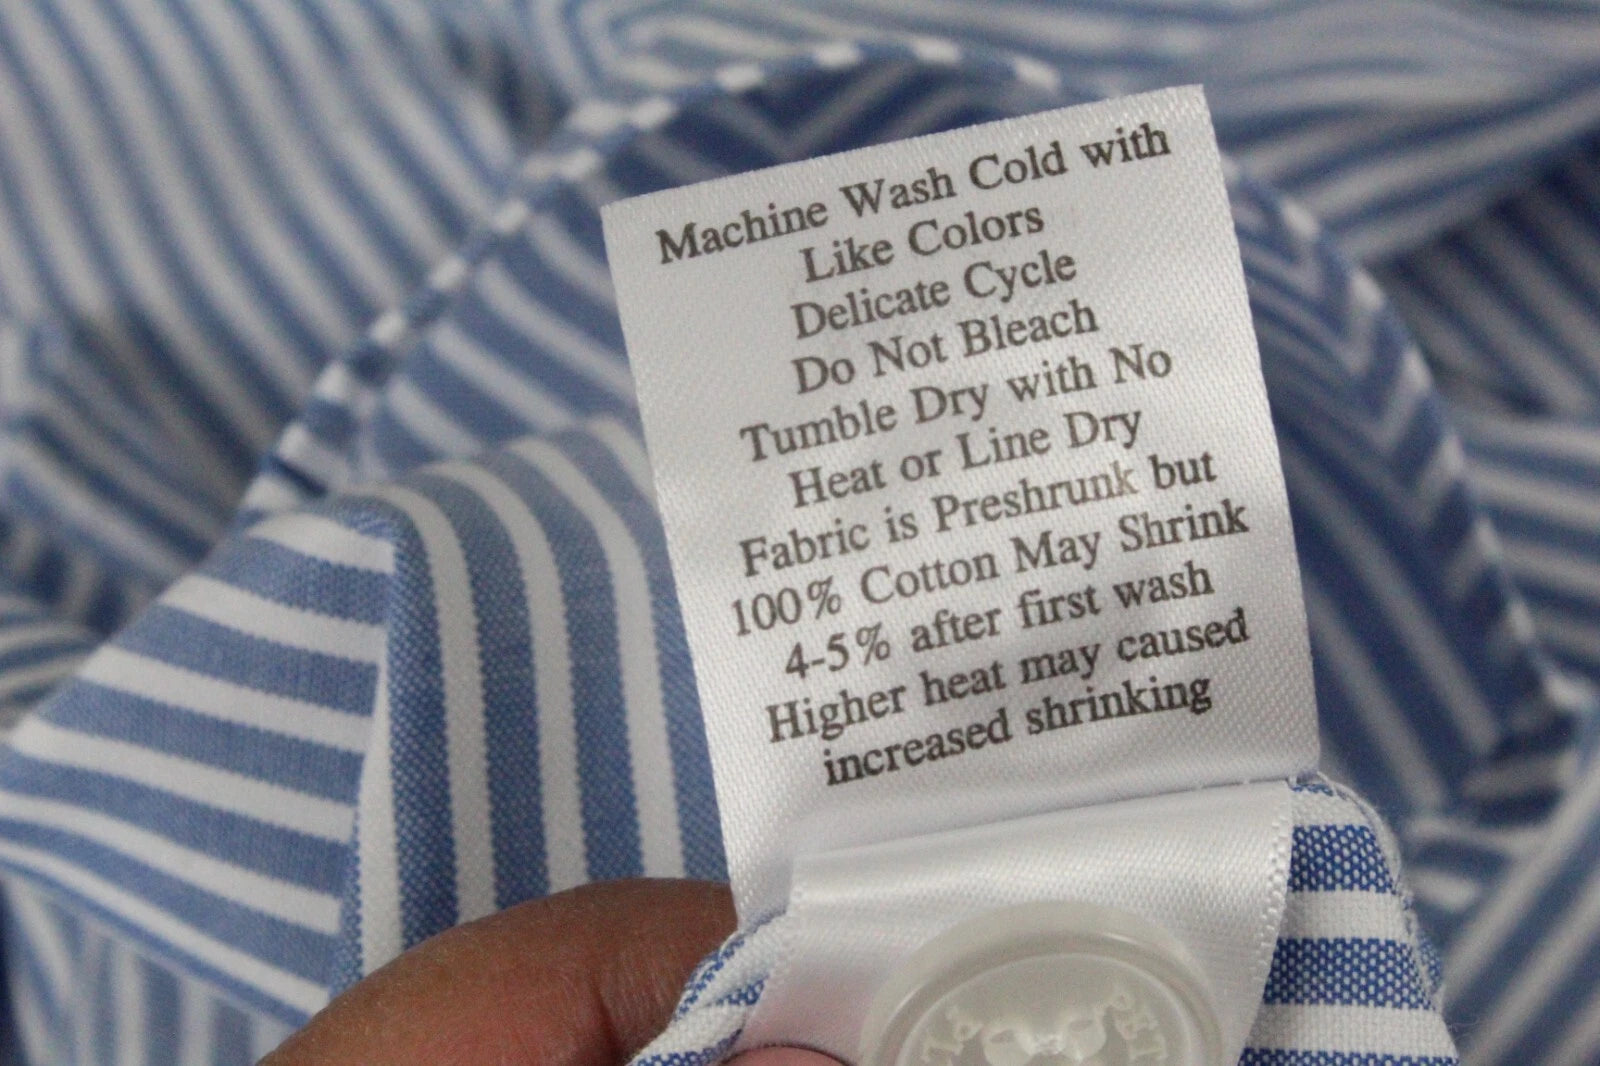 Machine Wash Cold with
Like Colors
Delicate Cycle
Do Not Bleach
Tumble Dry with No
Heat or Line Dry
Fabric is Preshrunk but
100% Cotton May Shrink
4-5% after first wash
Higher heat may caused
increased shrinking